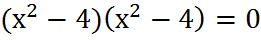 (x² − 4)(x² − 4) = 0